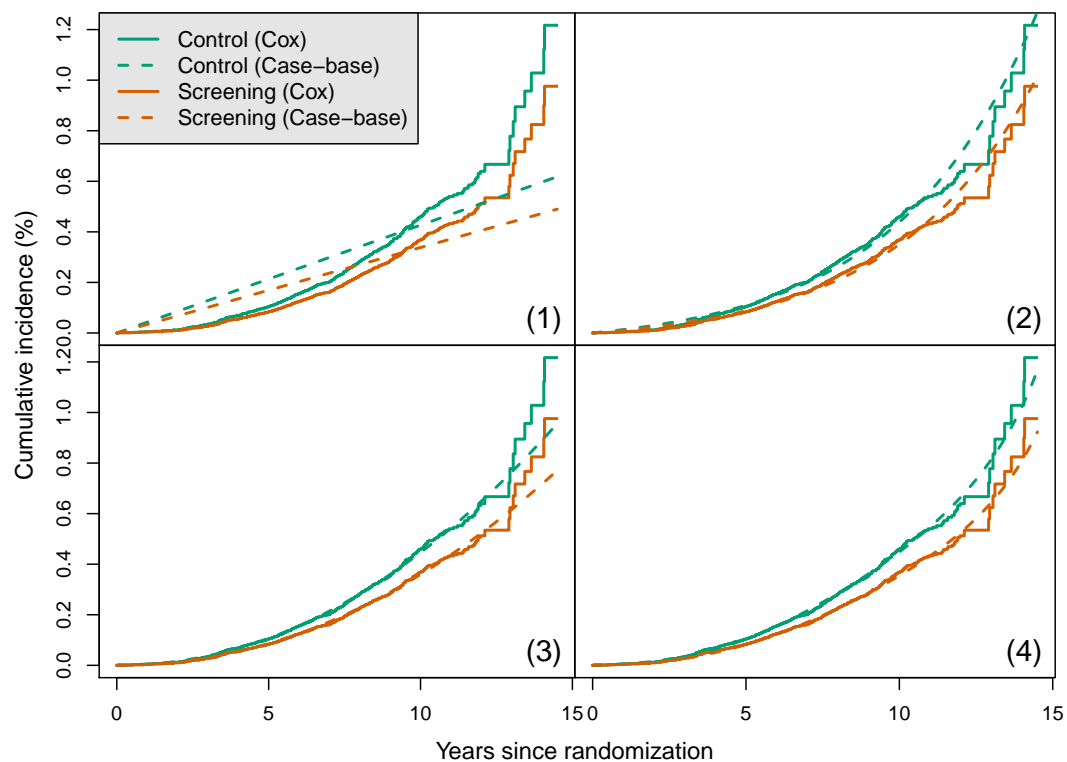 Control (Cox)
Control (Case−base)
Screening (Cox)
Screening (Case−base)
0.0 0.2 0.4 0.6 0.8 1.0 1.2
(1)
(2)
Cumulative incidence (%)
0.0 0.2 0.4 0.6 0.8 1.0 1.2
(3)
(4)
0 5 10 15 0 5 10 15
Years since randomization